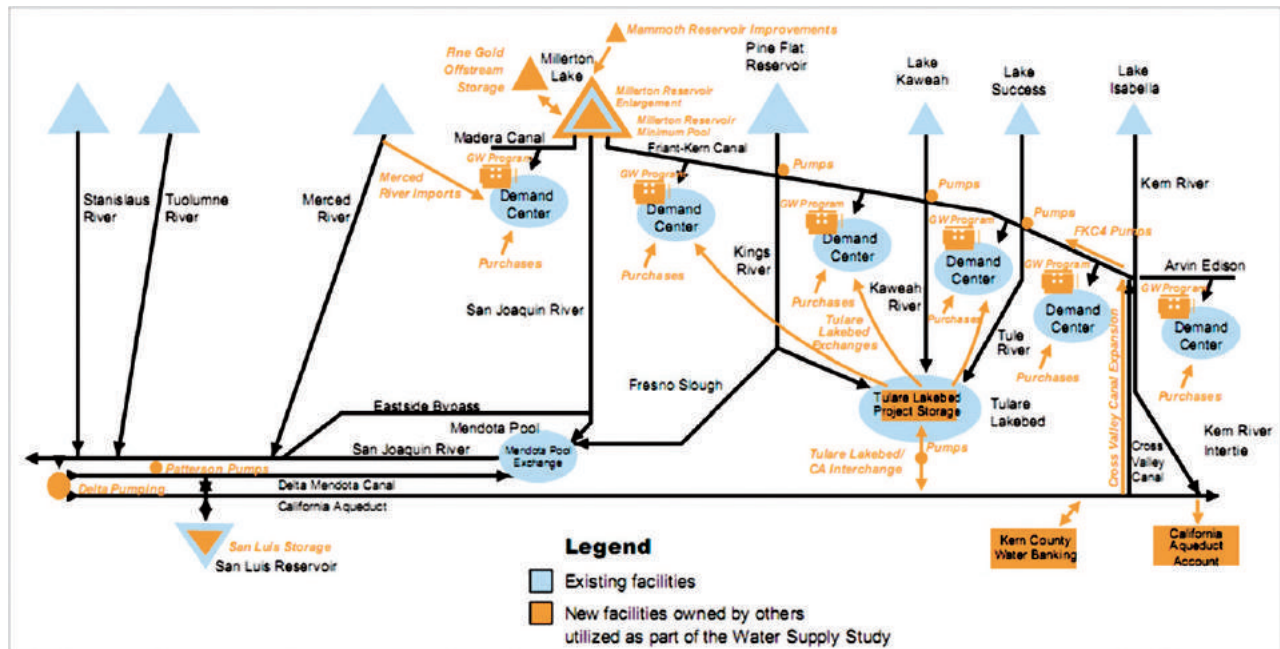 Mammoth Reservoir Improvements
Fine Gold
Offstream
Storage
Millerton
Lake
Pine Flat
Reservoir
Lake
Kaweah
Lake
Success
Lake
Isabella
Millerton Reservoir
Enlargement
Millerton Reservoir
Minimum Pool
Madera Canal
Friant-Kern Canal
Stanislaus
River
Tuolumne
River
Merced
River
Merced
River Imports
GW Program
Demand
Center
Purchases
GW Program
Demand
Center
Purchases
Pumps
GW Program
Demand
Center
Purchases
Pumps
GW Program
Demand
Center
Purchases
Pumps
GW Program
Demand
Center
Purchases
Kern
River
FKC4 Pumps
Arvin Edison
GW Program
Demand
Center
Purchases
San Joaquin
River
Kings
River
Kaweah
River
Tule
River
Tulare
Lakebed
Exchanges
Fresno Slough
Tulare Lakebed
Project Storage
Tulare
Lakebed
Eastside Bypass
Mendota Pool
San Joaquin
River
Mendota Pool
Exchange
Patterson Pumps
Delta Pumping
Delta Mendota Canal
California Aqueduct
Tulare Lakebed/
CA Interchange
Pumps
Cross Valley Canal Expansion
Cross
Valley
Canal
Kern River
Intertie
San Luis Storage
San Luis Reservoir
Kern County
Water Banking
California
Aqueduct
Account
Legend
Existing facilities
New facilities owned by others
utilized as part of the Water Supply Study